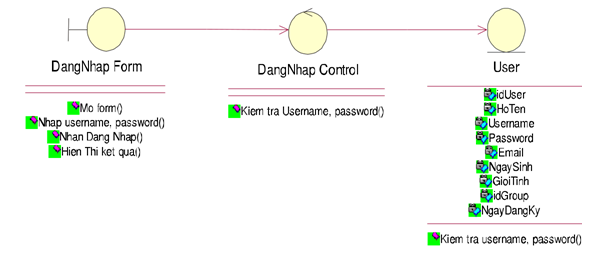 DangNhap Form
Mo form()
Nhap username, password()
Nhan Dang Nhap()
Hien Thi ket qua()
DangNhap Control
Kiem tra Username, password()
User
idUser
HoTen
Username
Password
Email
NgaySinh
GioiTinh
idGroup
NgayDangKy
Kiem tra username, password()